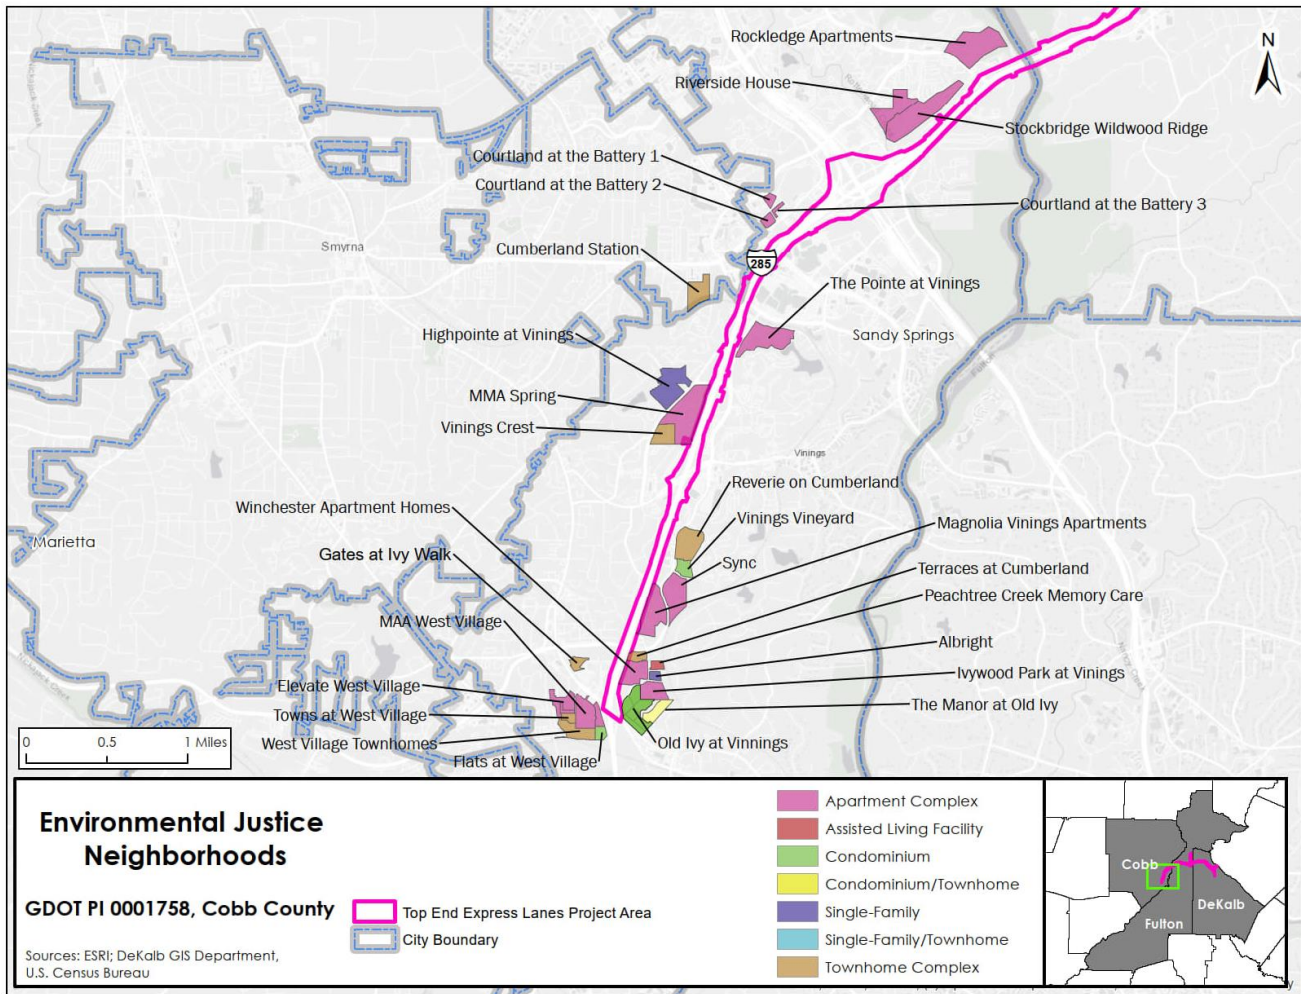 Rockledge Apartments
N
Riverside House
Stockbridge Wildwood Ridge
Courtland at the Battery 1
Courtland at the Battery 2
Courtland at the Battery 3
Smyrna
Cumberland Station
285
The Pointe at Vinings
Highpointe at Vinings
Sandy Springs
MMA Spring
Vinings Crest
Vinings
Reverie on Cumberland
Winchester Apartment Homes
Vinings Vineyard
Magnolia Vinings Apartments
Marietta
Gates at Ivy Walk
Sync
Terraces at Cumberland
Peachtree Creek Memory Care
MAA West Village
Albright
Ivywood Park at Vinings
Elevate West Village
The Manor at Old Ivy
Towns at West Village
West Village Townhomes
Old Ivy at Vinnings
Flats at West Village
Nickajack Creek
0 0.5 1 Miles
Environmental Justice
Neighborhoods
GDOT PI 0001758, Cobb County
Sources: ESRI; DeKalb GIS Department,
U.S. Census Bureau
Top End Express Lanes Project Area
City Boundary
Apartment Complex
Assisted Living Facility
Condominium
Condominium/Townhome
Single-Family
Single-Family/Townhome
Townhome Complex
Cobb
DeKalb
Fulton